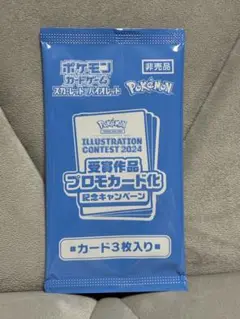 非売品
ポケモン
カードゲーム
スカーレット&バイオレット
POKÉMON
POKÉMON
ILLUSTRATION
CONTEST 2024
受賞作品
プロモカード化
記念キャンペーン
■カード3枚入り■